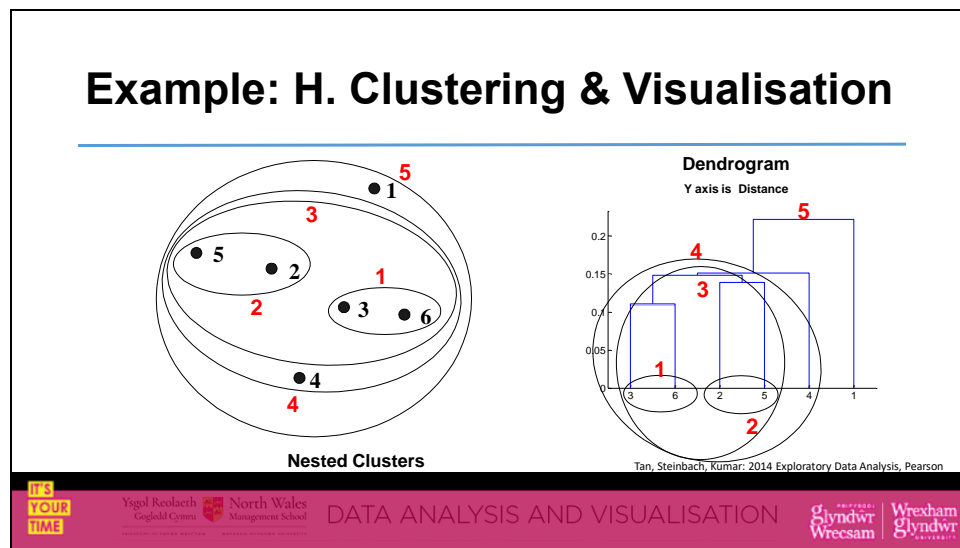 Example: H. Clustering & Visualisation
5
1
3
5
2
1
2
3
6
4
4
Nested Clusters
Dendrogram
Y axis is Distance
5
0.2
4
0.15
3
0.1
0.05
1
0
3 6 2 5 4 1
2
Tan, Steinbach, Kumar: 2014 Exploratory Data Analysis, Pearson
IT'S
YOUR
TIME
Ysgol Reolaeth
Gogledd Cymru
North Wales
Management School
DATA ANALYSIS AND VISUALISATION
PRIFYSGOL
Glyndŵr
Wrecsam
Wrexham
glyndŵr
UNIVERSITY